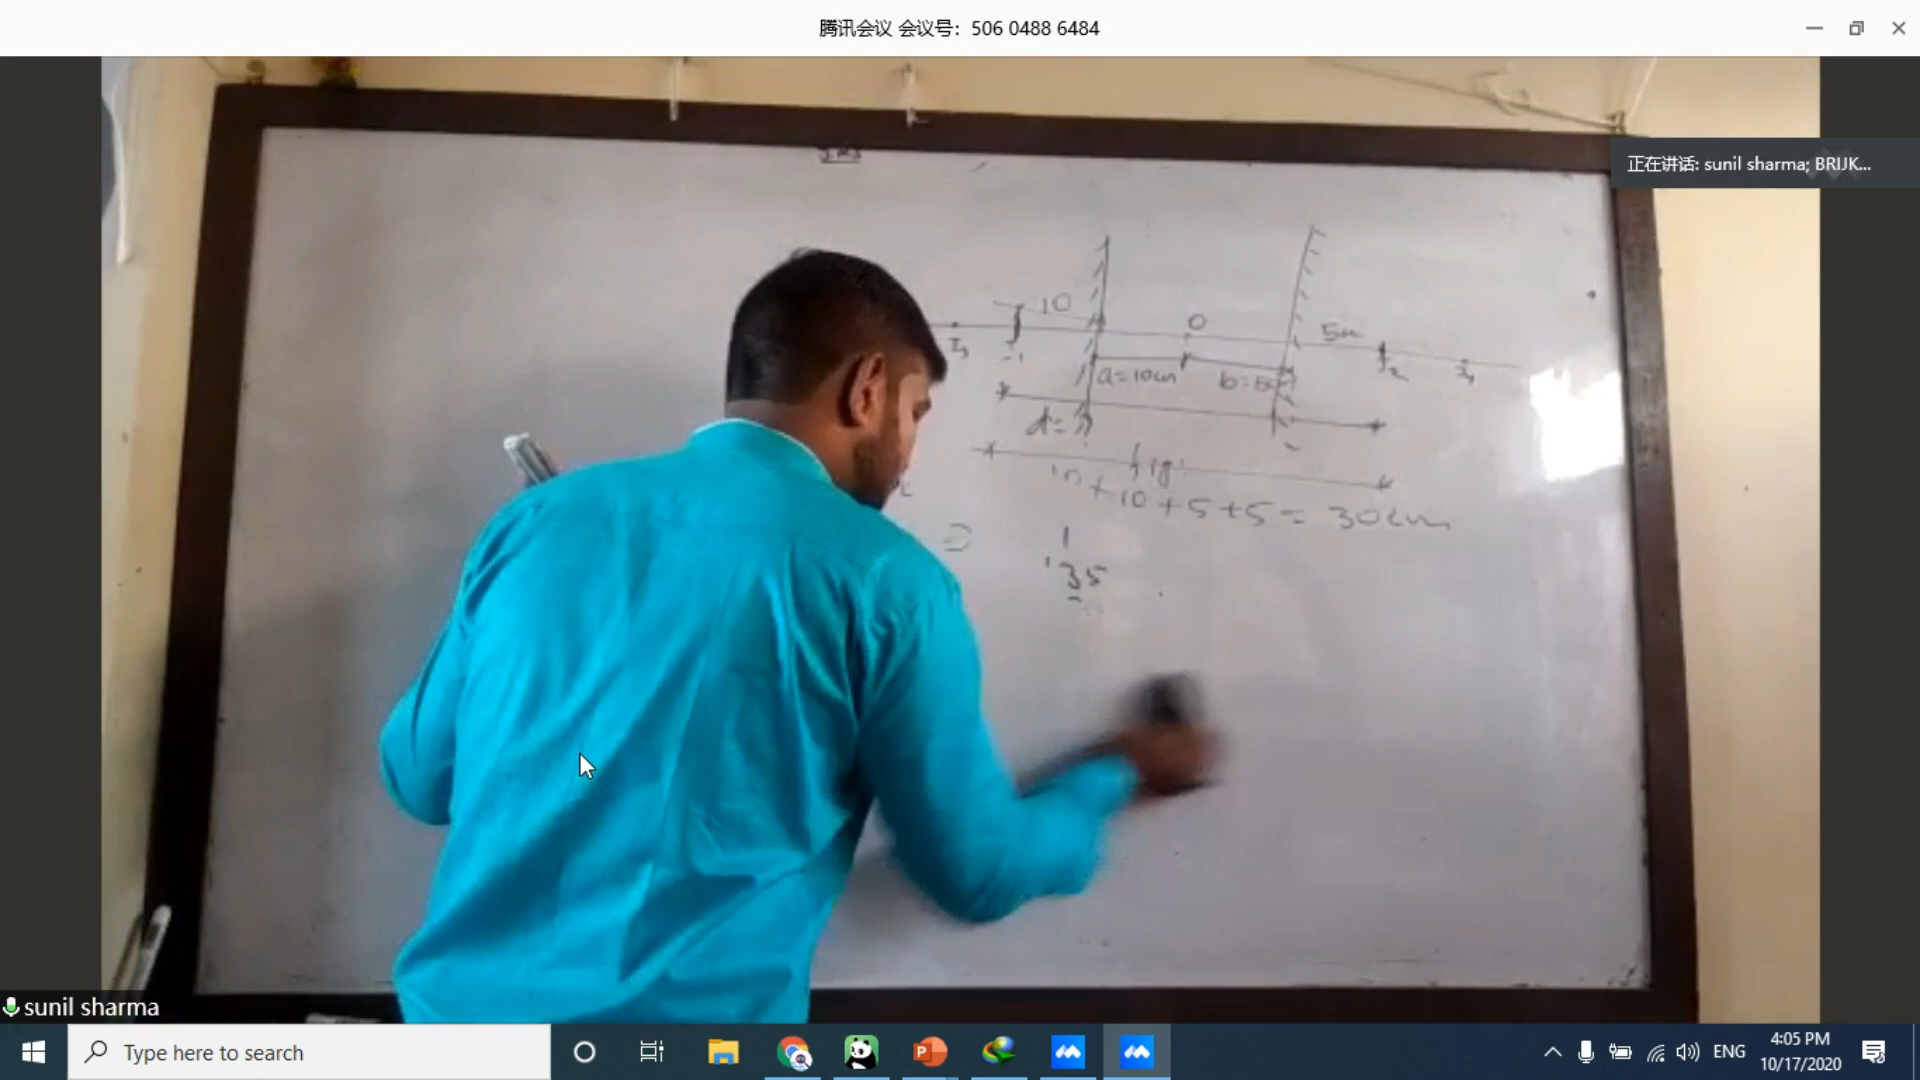 腾讯会议 会议号：506 0488 6484
正在讲话: sunil sharma; BRIJK...
10
O
5m
I₃
a=10cm
d=
fig:
10+10+5+5=30cm
1
35
sunil sharma
Type here to search
ENG
4:05 PM
10/17/2020